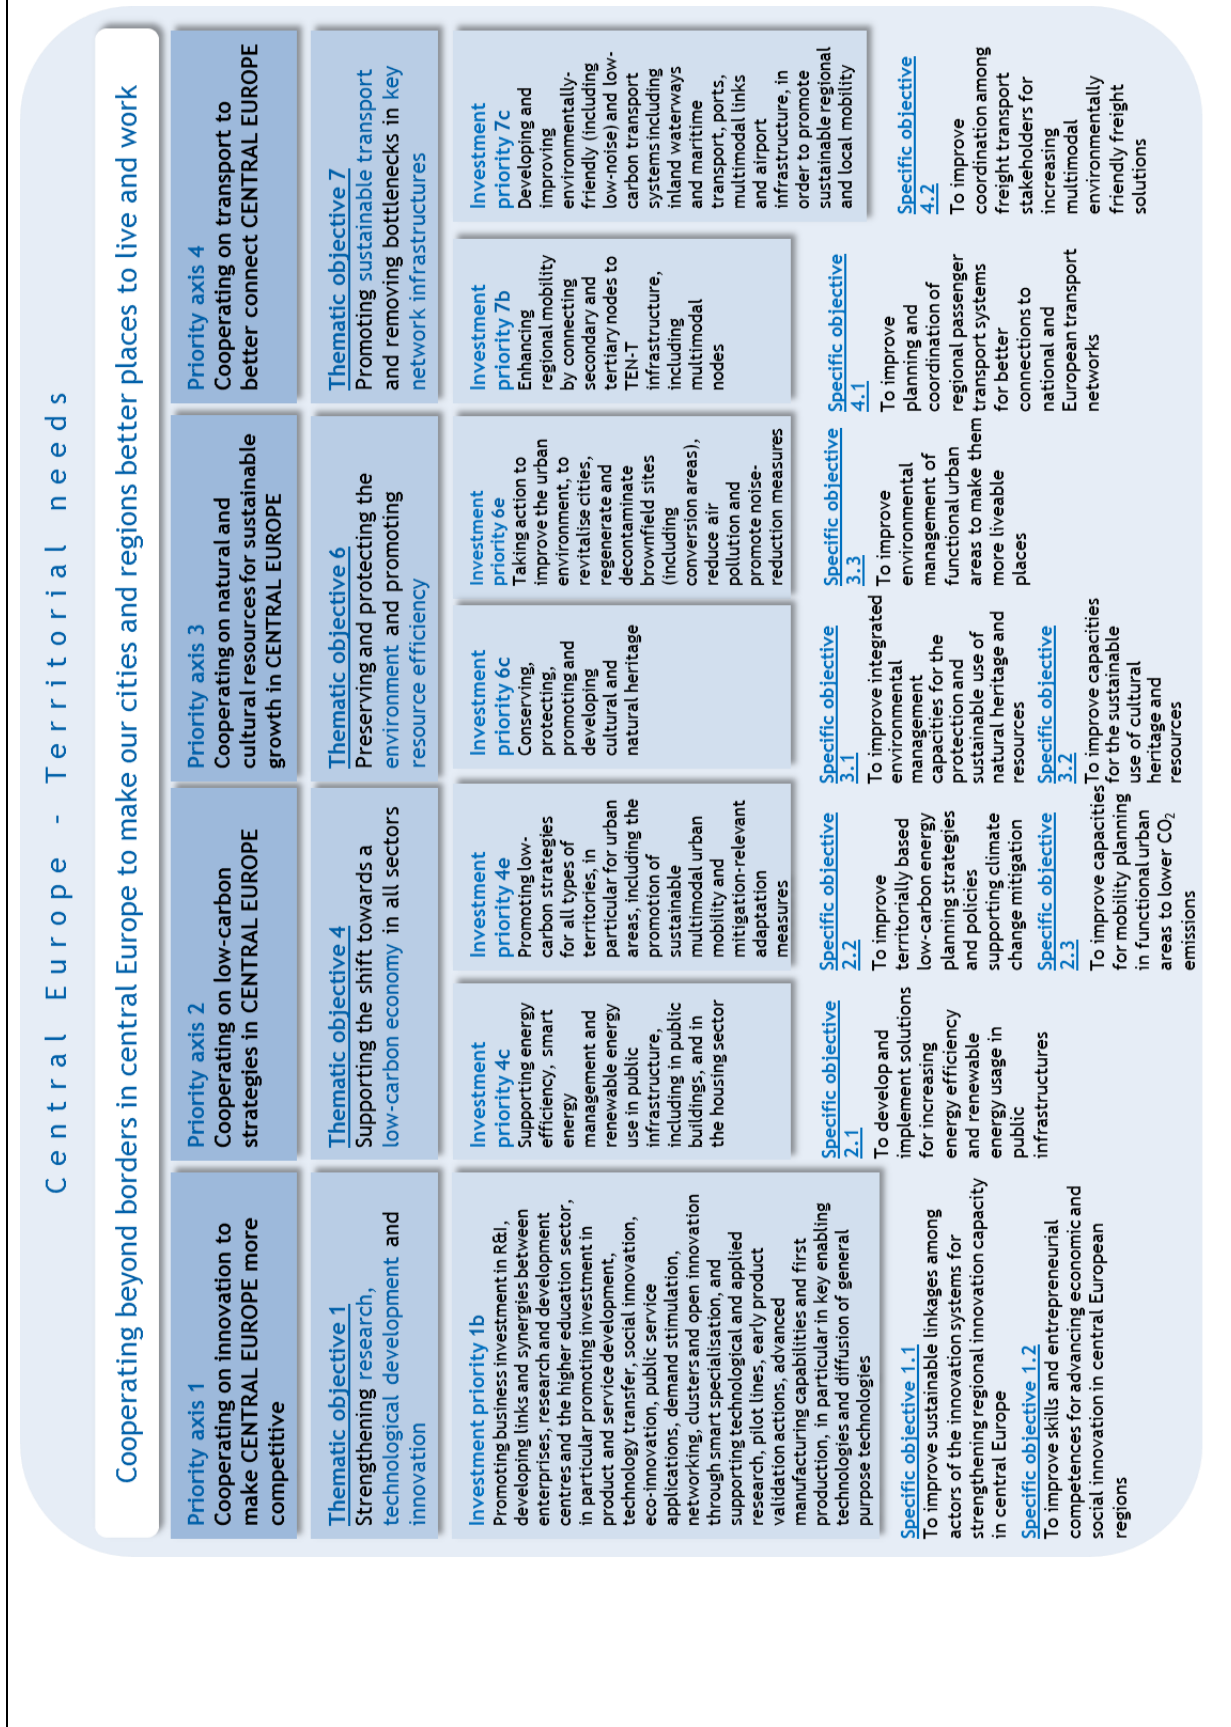 Central Europe - Territorial needs
Cooperating beyond borders in central Europe to make our cities and regions better places to live and work
Priority axis 1
Cooperating on innovation to
make CENTRAL EUROPE more
competitive
Priority axis 2
Cooperating on low-carbon
strategies in CENTRAL EUROPE
Priority axis 3
Cooperating on natural and
cultural resources for sustainable
growth in CENTRAL EUROPE
Priority axis 4
Cooperating on transport to
better connect CENTRAL EUROPE
Thematic objective 1
Strengthening research,
technological development and
innovation
Thematic objective 4
Supporting the shift towards a
low-carbon economy in all sectors
Thematic objective 6
Preserving and protecting the
environment and promoting
resource efficiency
Thematic objective 7
Promoting sustainable transport
and removing bottlenecks in key
network infrastructures
Investment priority 1b
Promoting business investment in R&I,
developing links and synergies between
enterprises, research and development
centres and the higher education sector,
in particular promoting investment in
product and service development,
technology transfer, social innovation,
eco-innovation, public service
applications, demand stimulation,
networking, clusters and open innovation
through smart specialisation, and
supporting technological and applied
research, pilot lines, early product
validation actions, advanced
manufacturing capabilities and first
production, in particular in key enabling
technologies and diffusion of general
purpose technologies
Investment
priority 4c
Supporting energy
efficiency, smart
energy
management and
renewable energy
use in public
infrastructure,
including in public
buildings, and in
the housing sector
Investment
priority 4e
Promoting low-
carbon strategies
for all types of
territories, in
particular for urban
areas, including the
promotion of
sustainable
multimodal urban
mobility and
mitigation-relevant
adaptation
measures
Investment
priority 6c
Conserving,
protecting,
promoting and
developing
cultural and
natural heritage
Investment
priority 6e
Taking action to
improve the urban
environment, to
revitalise cities,
regenerate and
decontaminate
brownfield sites
(including
conversion areas),
reduce air
pollution and
promote noise-
reduction measures
Investment
priority 7b
Enhancing
regional mobility
by connecting
secondary and
tertiary nodes to
TEN-T
infrastructure,
including
multimodal
nodes
Investment
priority 7c
Developing and
improving
environmentally-
friendly (including
low-noise) and low-
carbon transport
systems including
inland waterways
and maritime
transport, ports,
multimodal links
and airport
infrastructure, in
order to promote
sustainable regional
and local mobility
Specific objective 1.1
To improve sustainable linkages among
actors of the innovation systems for
strengthening regional innovation capacity
in central Europe
Specific objective 1.2
To improve skills and entrepreneurial
competences for advancing economic and
social innovation in central European
regions
Specific objective
2.1
To develop and
implement solutions
for increasing
energy efficiency
and renewable
energy usage in
public
infrastructures
Specific objective
2.2
To improve
territorially based
low-carbon energy
planning strategies
and policies
supporting climate
change mitigation
Specific objective
2.3
To improve capacities
for mobility planning
in functional urban
areas to lower CO₂
emissions
Specific objective
3.1
To improve integrated
environmental
management
capacities for the
protection and
sustainable use of
natural heritage and
resources
Specific objective
3.2
To improve capacities
for the sustainable
use of cultural
heritage and
resources
Specific objective
3.3
To improve
environmental
management of
functional urban
areas to make them
more liveable
places
Specific objective
4.1
To improve
planning and
coordination of
regional passenger
transport systems
for better
connections to
national and
European transport
networks
Specific objective
4.2
To improve
coordination among
freight transport
stakeholders for
increasing
multimodal
environmentally
friendly freight
solutions